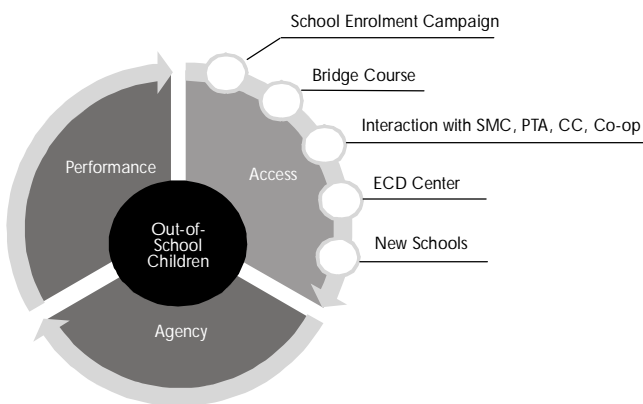 School Enrolment Campaign
Bridge Course
Interaction with SMC, PTA, CC, Co-op
Performance
Access
ECD Center
Out-of-
School
Children
New Schools
Agency